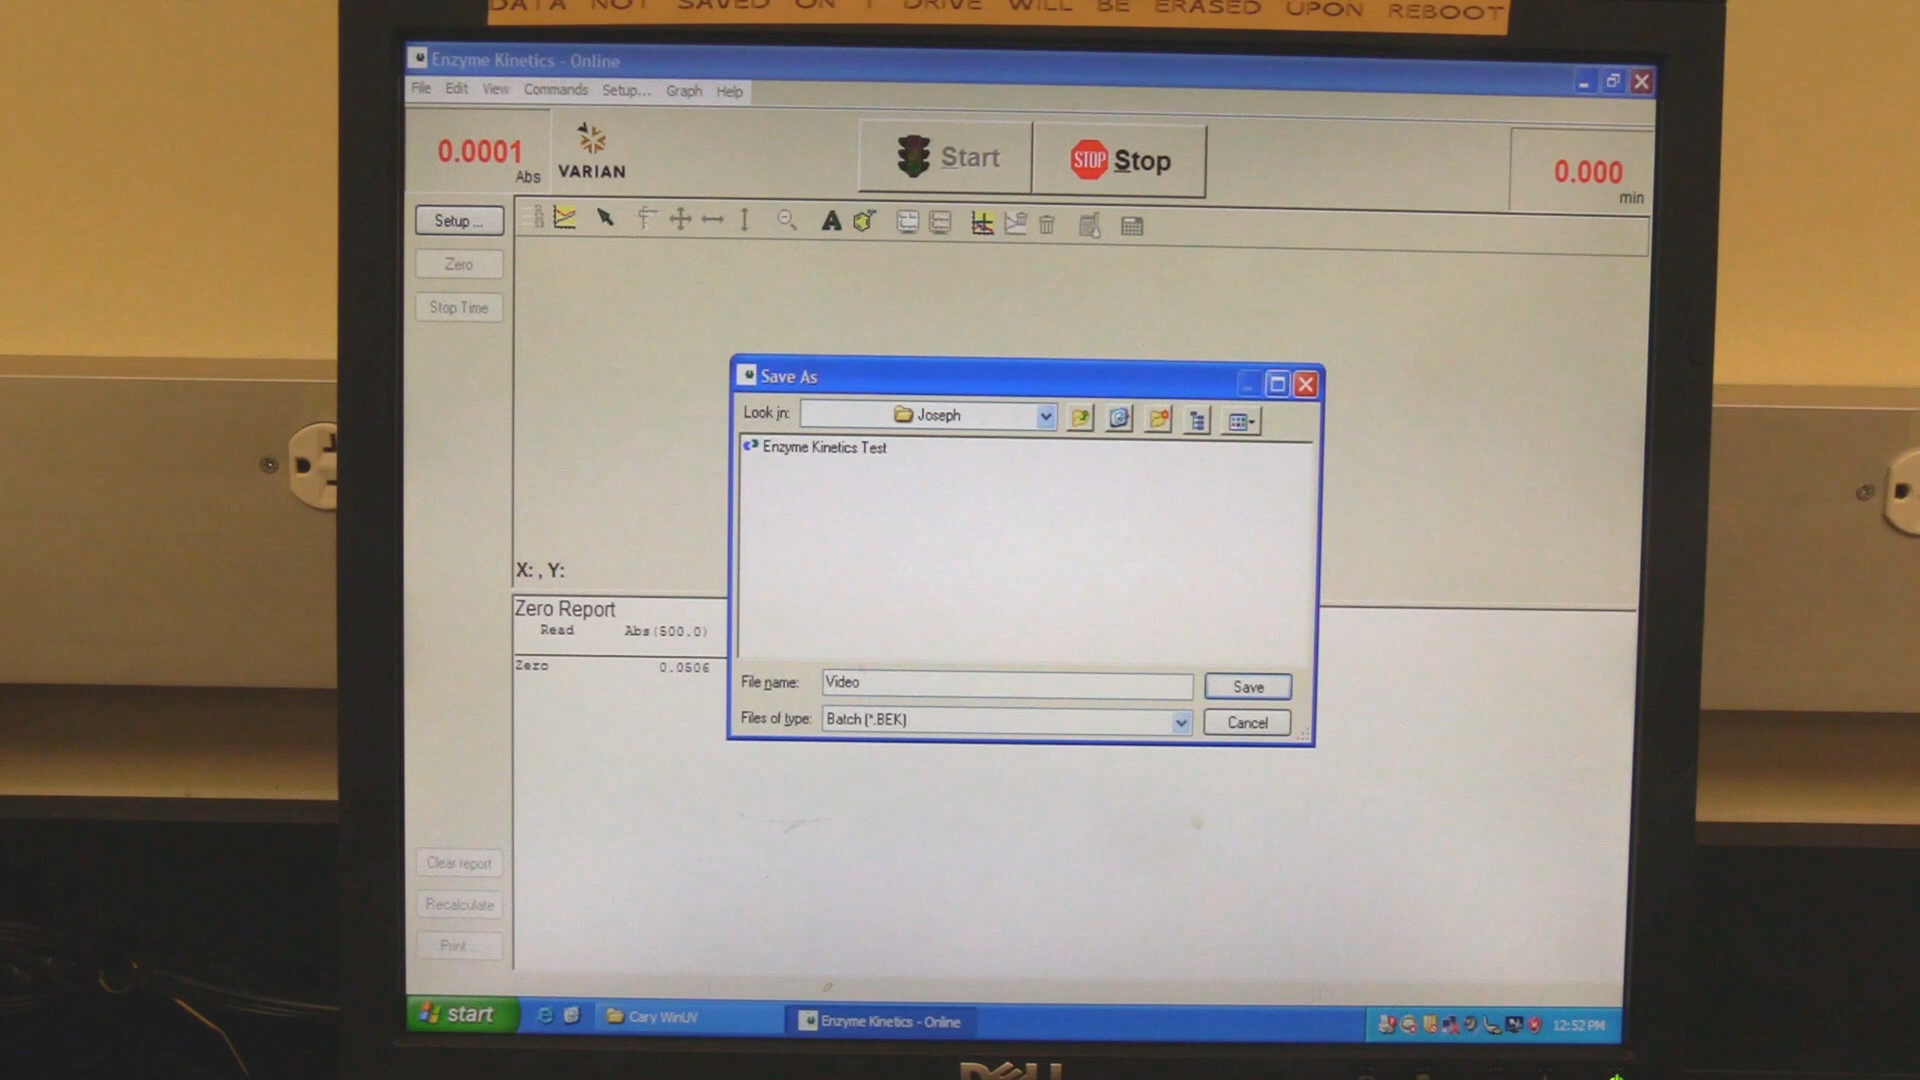 DATA NOT SAVED ON T DRIVE WILL BE ERASED UPON REBOOT
Enzyme Kinetics - Online
File Edit View Commands Setup... Graph Help
0.0001
Abs
VARIAN
Start
STOP Stop
0.000
min
Setup ...
Zero
Stop Time
Save As
Look in: Joseph
Enzyme Kinetics Test
X: , Y:
Zero Report
Read Abs(500.0)
Zero 0.0506
File name: Video
Save
Files of type: Batch (*.BEK)
Cancel
Clear report
Recalculate
Print ...
start
Cary WinUV
Enzyme Kinetics - Online
12:52 PM
DELL